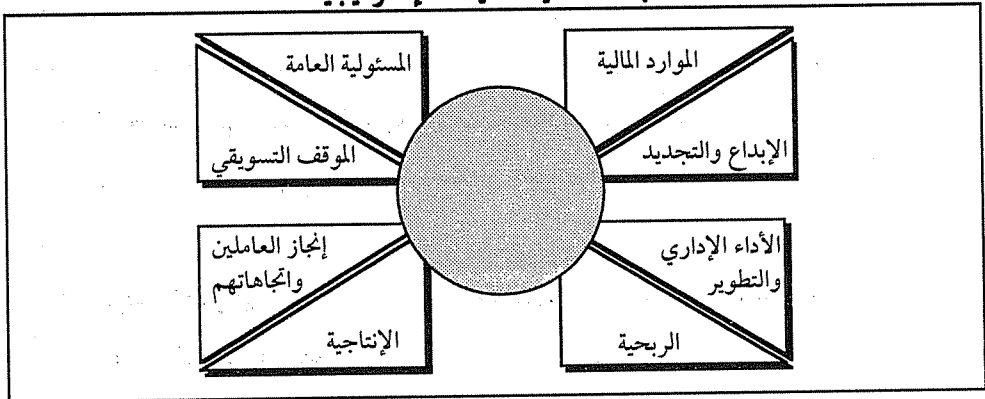 الموارد المالية
المسئولية العامة
الإبداع والتجديد
الموقف التسويقي
الأداء الإداري
والتطوير
إنجاز العاملين
واتجاهاتهم
الربحية
الإنتاجية